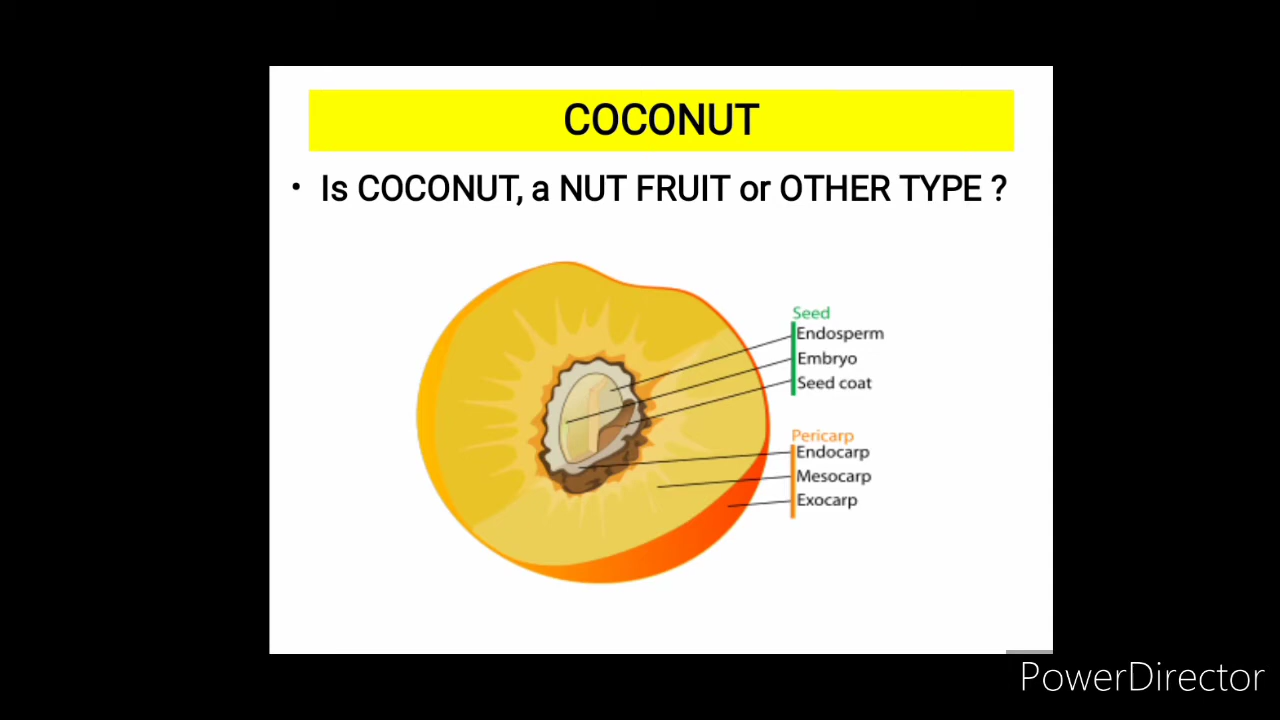 COCONUT
• Is COCONUT, a NUT FRUIT or OTHER TYPE ?
Seed
Endosperm
Embryo
Seed coat
Pericarp
Endocarp
Mesocarp
Exocarp
PowerDirector